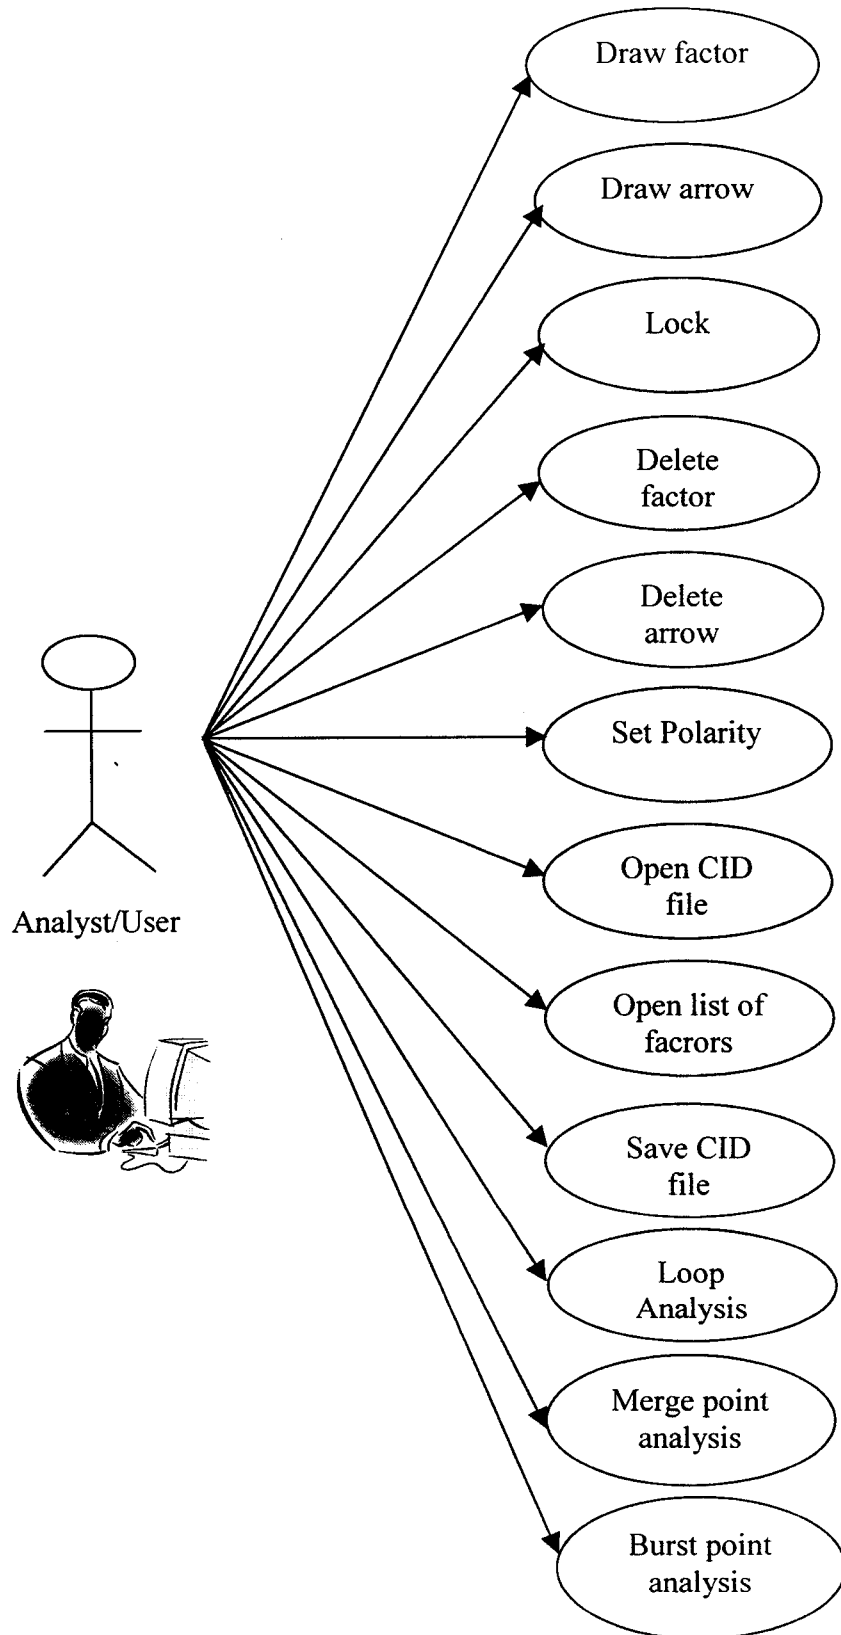 Draw factor
Draw arrow
Lock
Delete
factor
Delete
arrow
Set Polarity
Analyst/User
Open CID
file
Open list of
facrors
Save CID
file
Loop
Analysis
Merge point
analysis
Burst point
analysis